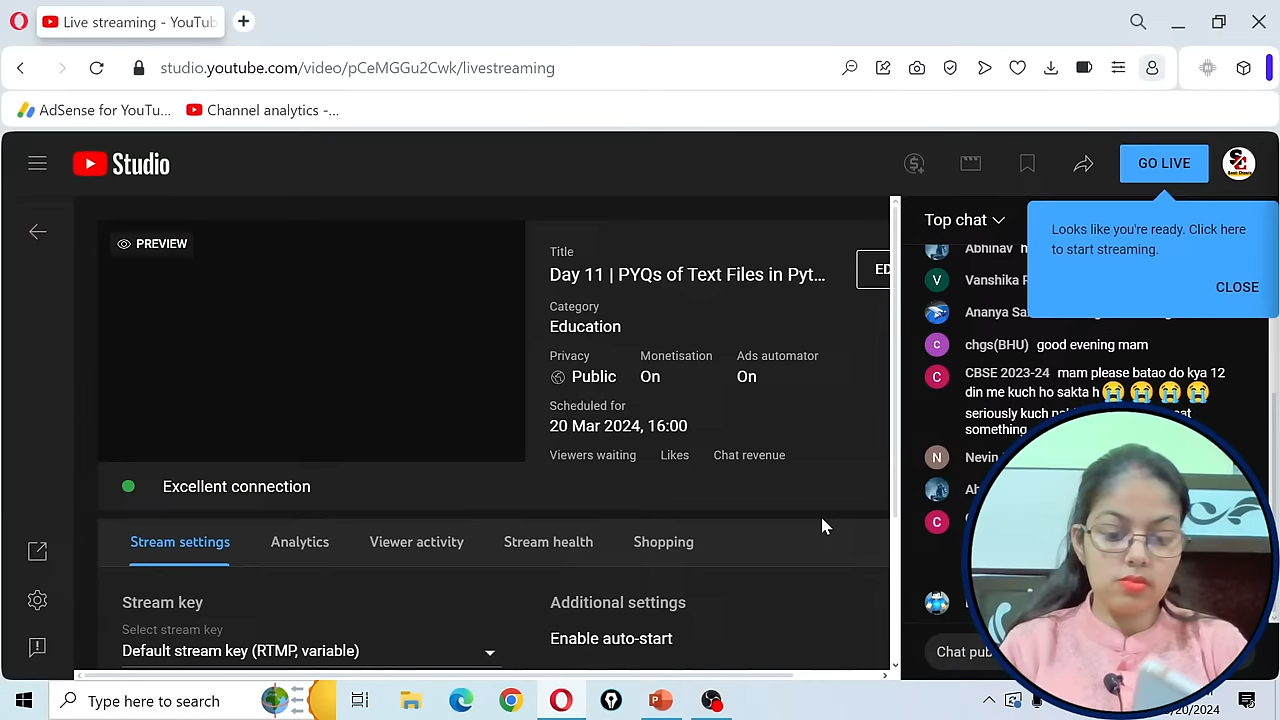 Live streaming - YouTub
studio.youtube.com/video/pCeMGGu2Cwk/livestreaming
AdSense for YouTu...
Channel analytics -...
Studio
GO LIVE
PREVIEW
Title
Day 11 | PYQs of Text Files in Pyt...
ED
Category
Education
Privacy
Monetisation
Ads automator
Public
On
On
Scheduled for
20 Mar 2024, 16:00
Viewers waiting
Likes
Chat revenue
Excellent connection
Stream settings
Analytics
Viewer activity
Stream health
Shopping
Stream key
Select stream key
Default stream key (RTMP, variable)
Additional settings
Enable auto-start
Top chat
Looks like you're ready. Click here
to start streaming.
CLOSE
Abhinav
V Vanshika
Ananya
C chgs(BHU) good evening mam
C CBSE 2023-24 mam please batao do kya 12
din me kuch ho sakta h
seriously kuch
something
N Nevin
C
Chat
Type here to search
/20/2024